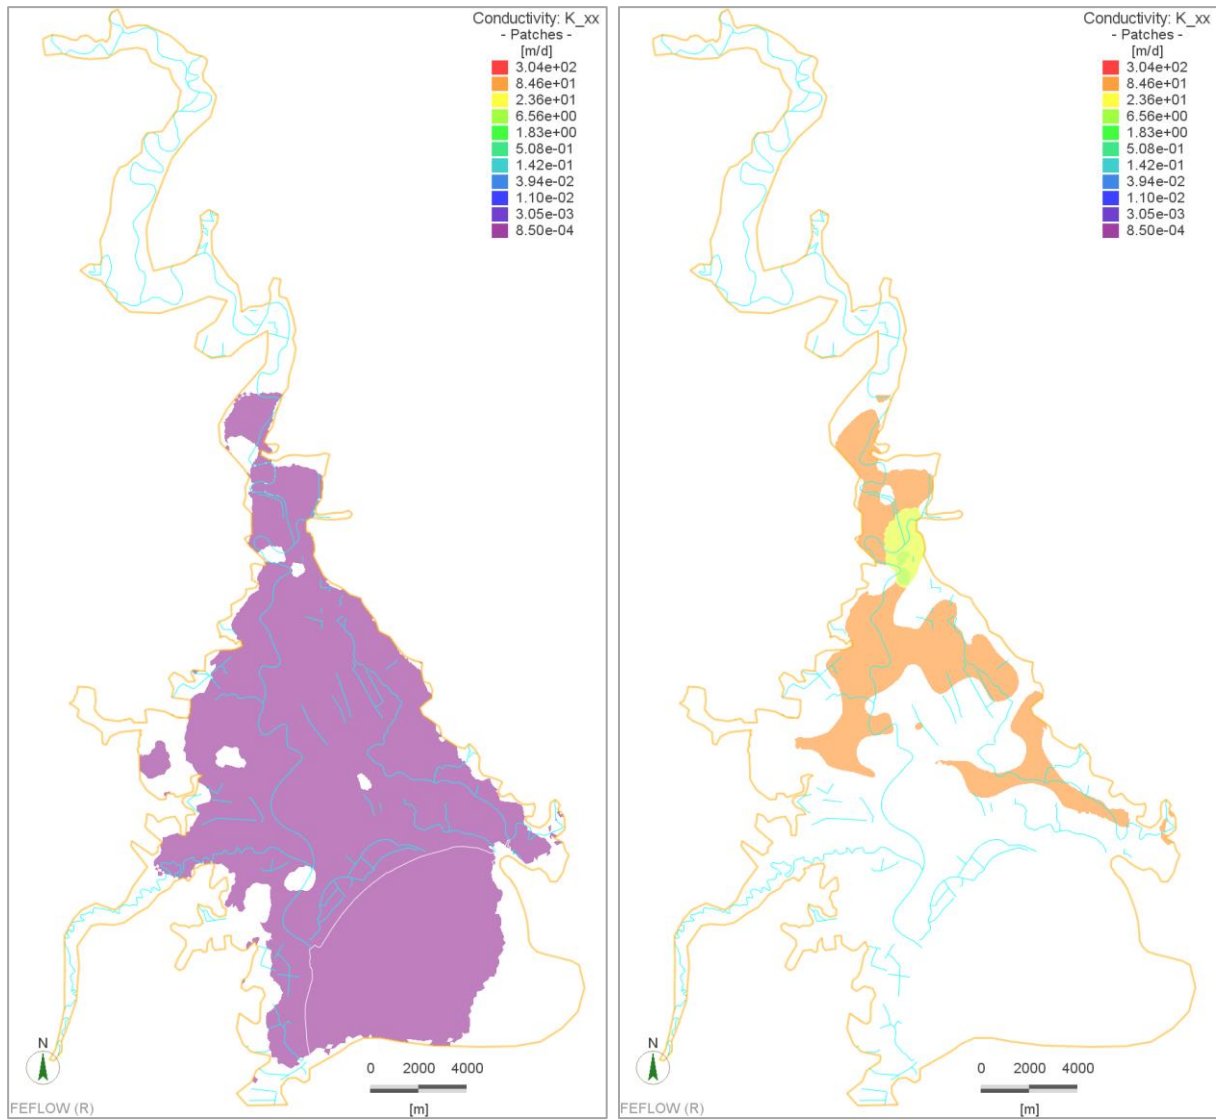 Conductivity: K_xx
- Patches -
[m/d]
3.04e+02
8.46e+01
2.36e+01
6.56e+00
1.83e+00
5.08e-01
1.42e-01
3.94e-02
1.10e-02
3.05e-03
8.50e-04
N
0 2000 4000
[m]
FEFLOW (R)
Conductivity: K_xx
- Patches -
[m/d]
3.04e+02
8.46e+01
2.36e+01
6.56e+00
1.83e+00
5.08e-01
1.42e-01
3.94e-02
1.10e-02
3.05e-03
8.50e-04
N
0 2000 4000
[m]
FEFLOW (R)